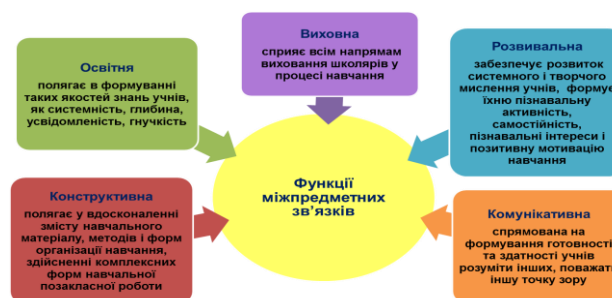 Виховна
сприяє всім напрямам
виховання школярів у
процесі навчання
Освітня
полягає в формуванні
таких якостей знань учнів,
як системність, глибина,
усвідомленість, гнучкість
Розвивальна
забезпечує розвиток
системного і творчого
мислення учнів, формує
їхню пізнавальну
активність,
самостійність,
пізнавальні інтереси і
позитивну мотивацію
навчання
Функції
міжпредметних
зв’язків
Конструктивна
полягає у вдосконаленні
змісту навчального
матеріалу, методів і форм
організації навчання,
здійсненні комплексних
форм навчальної
позакласної роботи
Комунікативна
спрямована на
формування готовності
та здатності учнів
розуміти інших, поважати
іншу точку зору